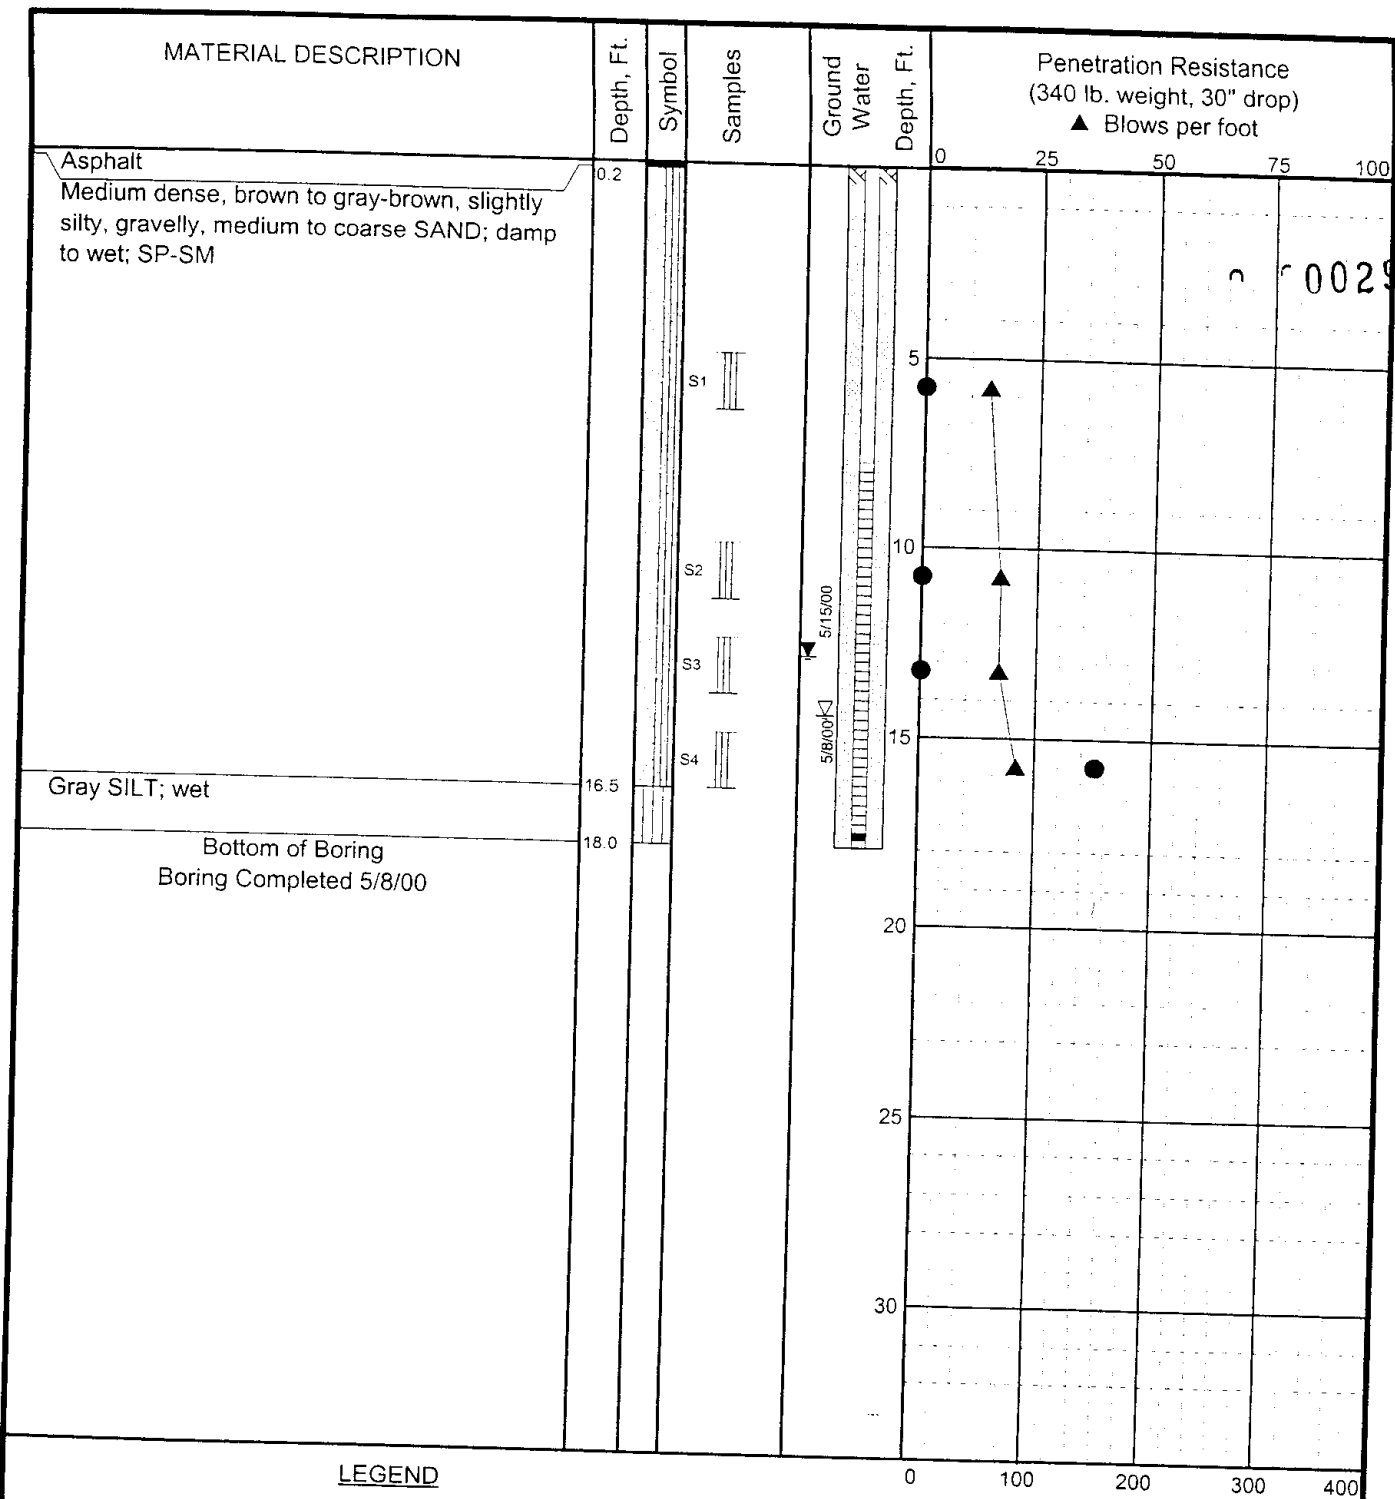 MATERIAL DESCRIPTION
Depth, Ft.
Symbol
Samples
Ground
Water
Depth, Ft.
Penetration Resistance
(340 lb. weight, 30" drop)
▲ Blows per foot
0 25 50 75 100
Asphalt
0.2
Medium dense, brown to gray-brown, slightly
silty, gravelly, medium to coarse SAND; damp
to wet; SP-SM
0029
5
S1
10
S2
5/15/00
S3
5/8/00
15
S4
16.5
Gray SILT; wet
18.0
Bottom of Boring
Boring Completed 5/8/00
20
25
30
LEGEND
0 100 200 300 400